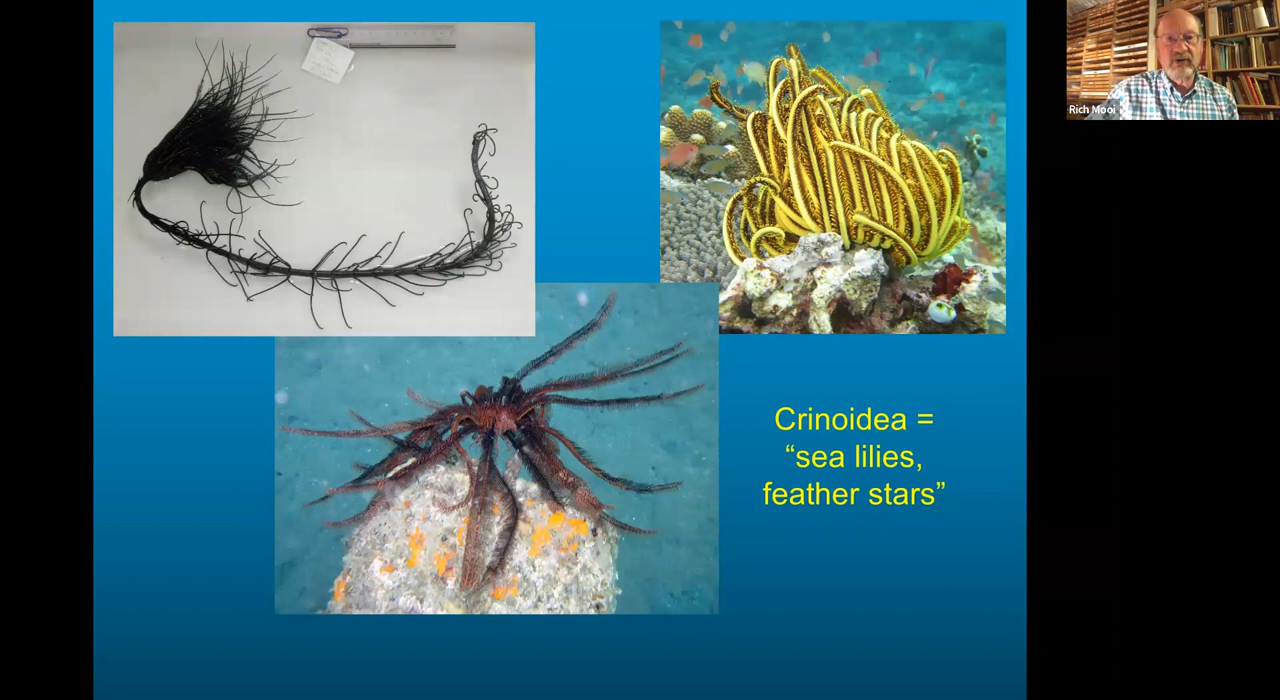 Rich Mooi
Crinoidea =
“sea lilies,
feather stars”